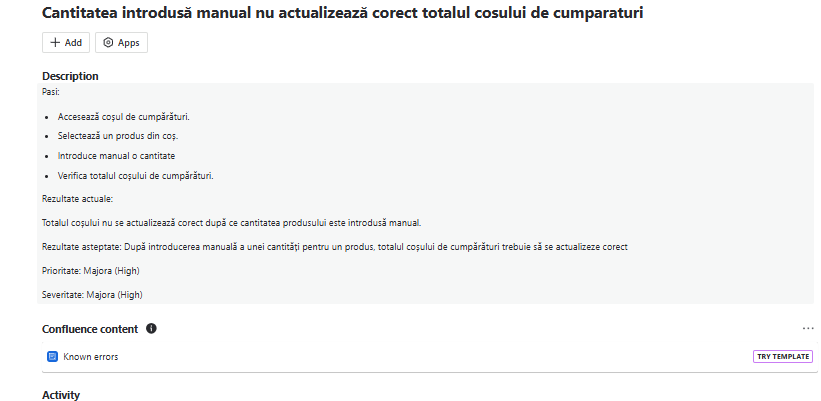 Cantitatea introdusă manual nu actualizează corect totalul cosului de cumparaturi
+ Add Apps
Description
Pasi:
• Accesează coșul de cumpărături.
• Selectează un produs din coș.
• Introduce manual o cantitate
• Verifica totalul coșului de cumpărături.
Rezultate actuale:
Totalul coșului nu se actualizează corect după ce cantitatea produsului este introdusă manual.
Rezultate asteptate: După introducerea manuală a unei cantități pentru un produs, totalul coșului de cumpărături trebuie să se actualizeze corect
Prioritate: Majora (High)
Severitate: Majora (High)
Confluence content
Known errors TRY TEMPLATE
Activity